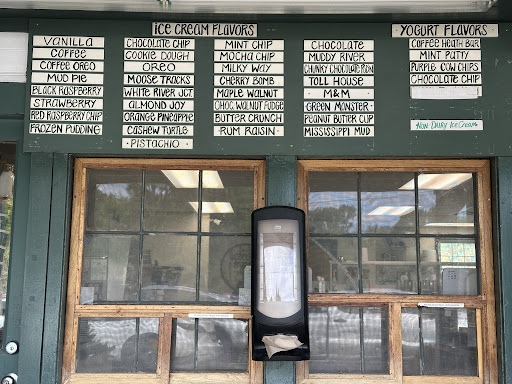 ICE CREAM FLAVORS
VANILLA
COFFEE
COFFEE OREO
MUD PIE
BLACK RASPBERRY
STRAWBERRY
RED RASPBERRY CHIP
FROZEN PUDDING
CHOCOLATE CHIP
COOKIE DOUGH
OREO
MOOSE TRACKS
WHITE RIVER JCT.
ALMOND JOY
ORANGE PINEAPPLE
CASHEW TURTLE
-PISTACHIO-
MINT CHIP
MOCHA CHIP
MILKY WAY
CHERRY BOMB
MAPLE WALNUT
CHOC. WALNUT FUDGE
BUTTER CRUNCH
-RUM RAISIN-
CHOCOLATE
MUDDY RIVER
CHUNKY CHOCOLATE
TOLL HOUSE
M&M
GREEN MONSTER
PEANUT BUTTER CUP
MISSISSIPPI MUD
YOGURT FLAVORS
COFFEE HEATH BAR
MINT PATTY
PURPLE COW CHIPS
CHOCOLATE CHIP
NON DAIRY ICE CREAM